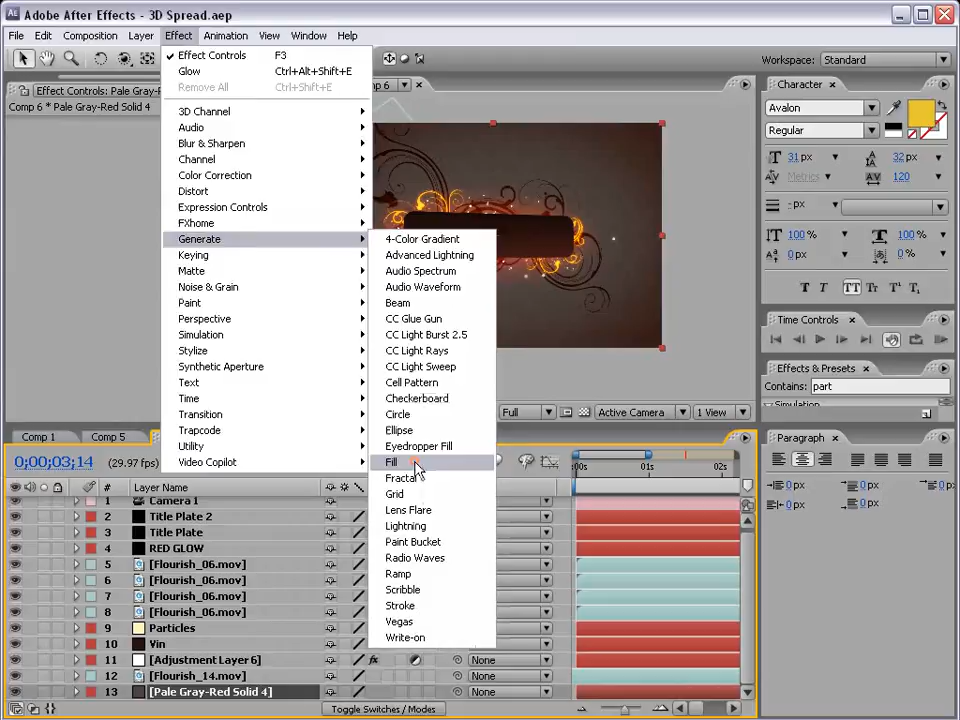 Adobe After Effects - 3D Spread.aep
File Edit Composition Layer Effect Animation View Window Help
Workspace: Standard
Effect Controls: Pale Gray-Red
Comp 6 * Pale Gray-Red Solid 4
Effect Controls F3
Glow Ctrl+Alt+Shift+E
Remove All Ctrl+Shift+E
3D Channel
Audio
Blur & Sharpen
Channel
Color Correction
Distort
Expression Controls
FXhome
Generate
Keying
Matte
Noise & Grain
Paint
Perspective
Simulation
Stylize
Synthetic Aperture
Text
Time
Transition
Trapcode
Utility
Video Copilot
4-Color Gradient
Advanced Lightning
Audio Spectrum
Audio Waveform
Beam
CC Glue Gun
CC Light Burst 2.5
CC Light Rays
CC Light Sweep
Cell Pattern
Checkerboard
Circle
Ellipse
Eyedropper Fill
Fill
Fractal
Grid
Lens Flare
Lightning
Paint Bucket
Radio Waves
Ramp
Scribble
Stroke
Vegas
Write-on
Full Active Camera 1 View
Character
Avalon
Regular
31 px 32 px
Metrics 120
- px
100 % 100 %
0 px 0 %
Time Controls
Effects & Presets
Contains: part
Simulation
Paragraph
0 px 0 px 0 px
0 px 0 px
Comp 1 Comp 5
0;00;03;14 (29.97 fps)
:00s 01s 02s
# Layer Name
Camera 1
2 Title Plate 2
3 Title Plate
4 RED GLOW
5 [Flourish_06.mov]
6 [Flourish_06.mov]
7 [Flourish_06.mov]
8 [Flourish_06.mov]
9 Particles
10 Vin
11 [Adjustment Layer 6] None
12 [Flourish_14.mov] None
13 [Pale Gray-Red Solid 4] None
Toggle Switches / Modes